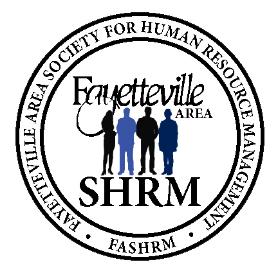 FAYETTEVILLE AREA SOCIETY FOR HUMAN RESOURCE MANAGEMENT
Fayetteville
AREA
SHRM
• FASHRM •